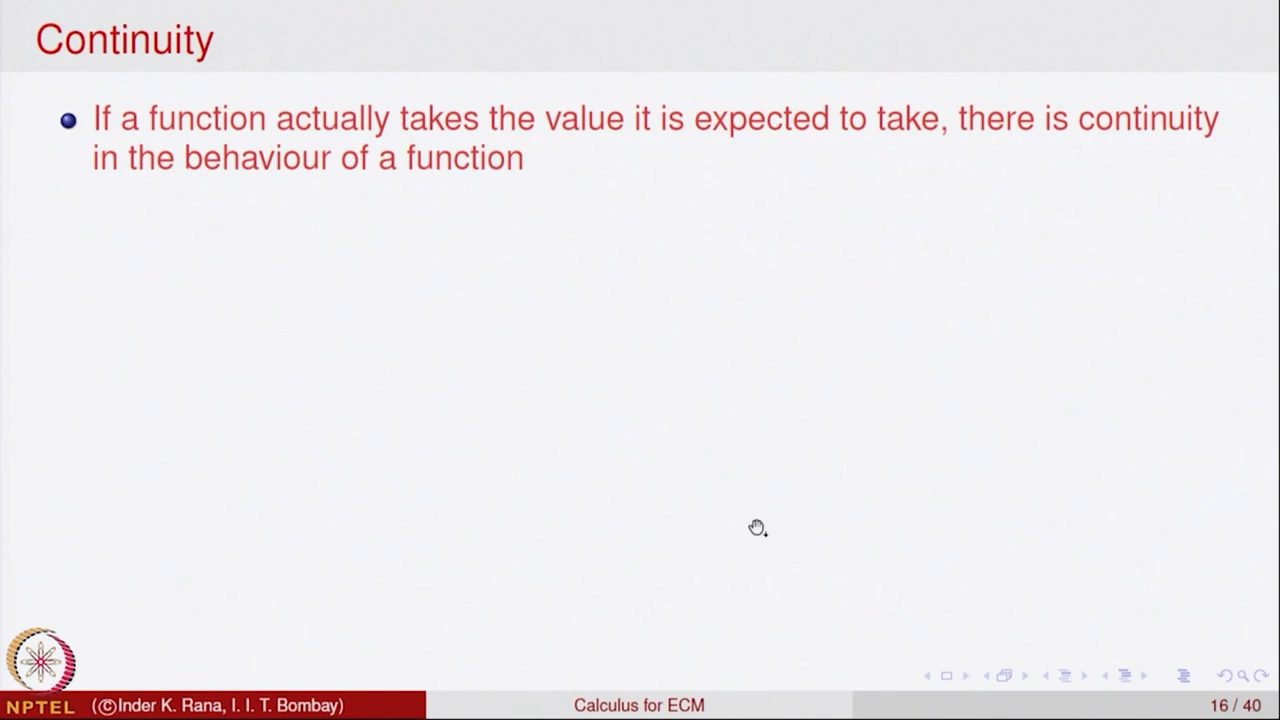 Continuity
If a function actually takes the value it is expected to take, there is continuity
in the behaviour of a function
NPTEL (©Inder K. Rana, I. I. T. Bombay) Calculus for ECM 16 / 40